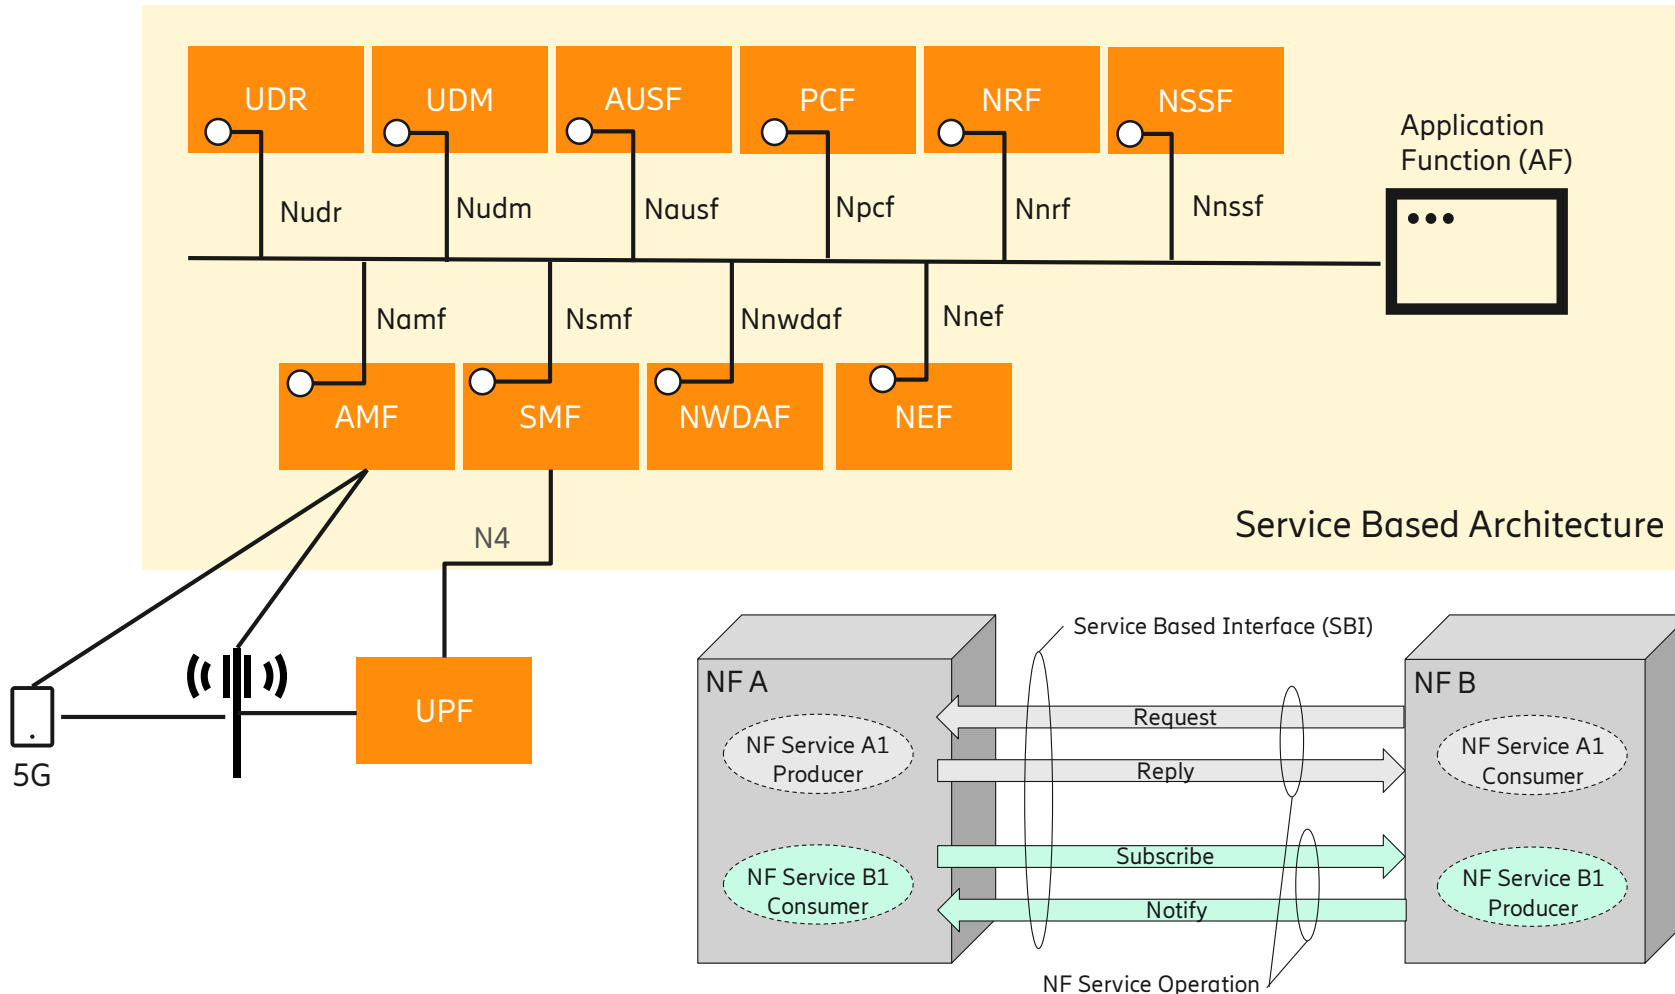 UDR
UDM
AUSF
PCF
NRF
NSSF
Application
Function (AF)
Nudr
Nudm
Nausf
Npcf
Nnrf
Nnssf
Namf
Nsmf
Nnwdaf
Nnef
AMF
SMF
NWDAF
NEF
Service Based Architecture
N4
UPF
5G
Service Based Interface (SBI)
NF A
NF B
Request
NF Service A1
Producer
NF Service A1
Consumer
Reply
Subscribe
NF Service B1
Consumer
NF Service B1
Producer
Notify
NF Service Operation